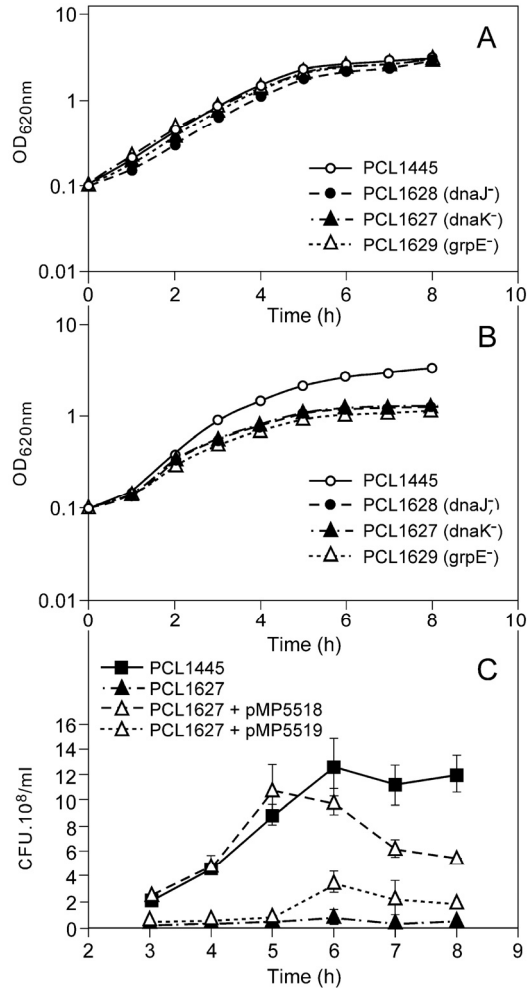 A
10
1
0.1
0.01
OD620nm
PCL1445
PCL1628 (dnaJ⁻)
PCL1627 (dnaK⁻)
PCL1629 (grpE⁻)
0 2 4 6 8 10
Time (h)
B
10
1
0.1
0.01
OD620nm
PCL1445
PCL1628 (dnaJ⁻)
PCL1627 (dnaK⁻)
PCL1629 (grpE⁻)
0 2 4 6 8 10
Time (h)
C
PCL1445
PCL1627
PCL1627 + pMP5518
PCL1627 + pMP5519
16
14
12
10
8
6
4
2
0
CFU.10⁸/ml
2 3 4 5 6 7 8 9
Time (h)